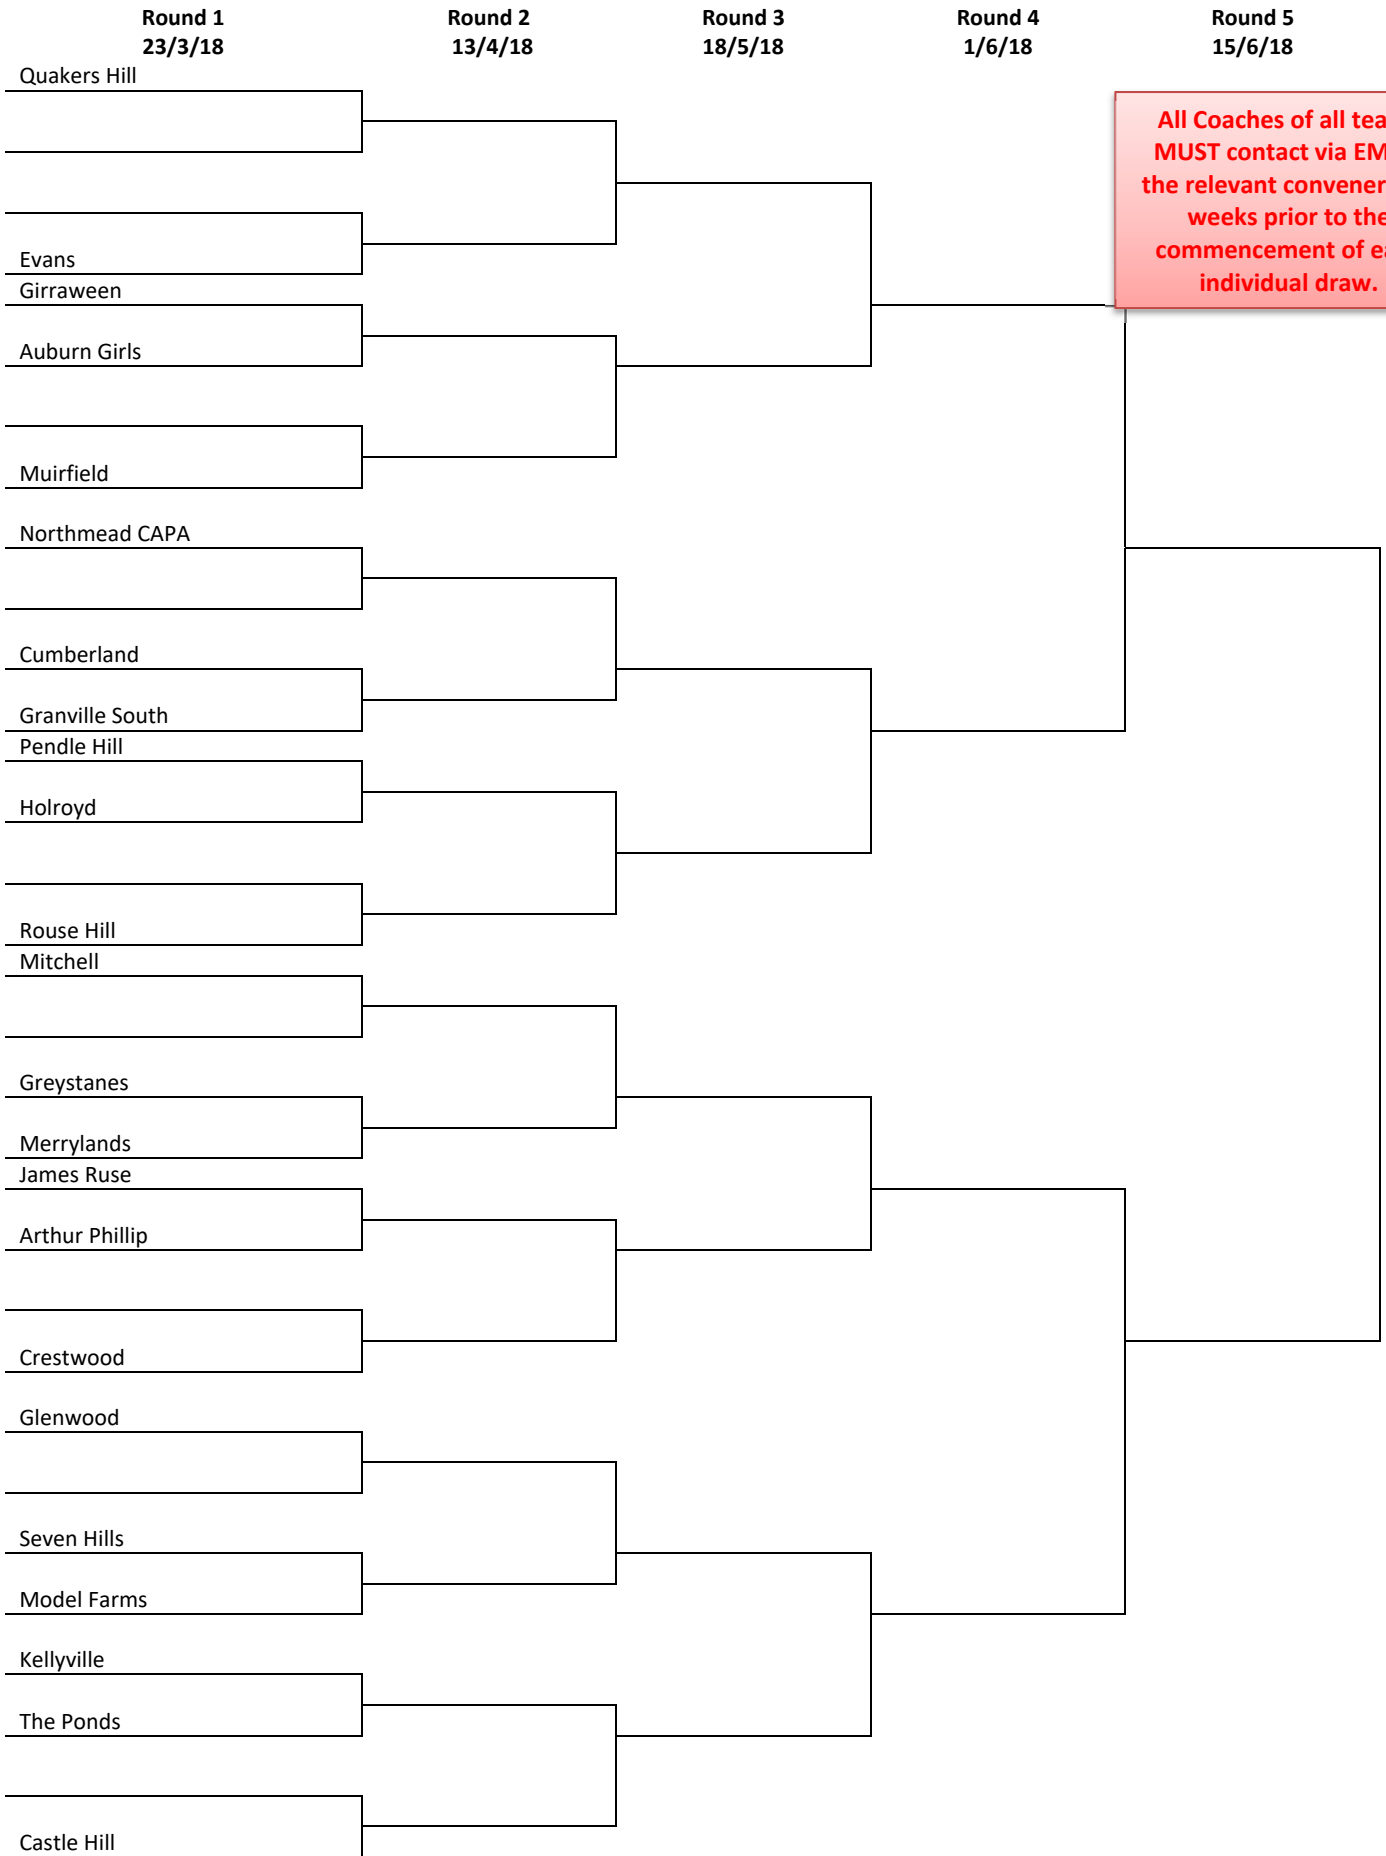 Round 1 Round 2 Round 3 Round 4 Round 5
23/3/18 13/4/18 18/5/18 1/6/18 15/6/18
Quakers Hill
All Coaches of all
MUST contact via
the relevant convener
weeks prior to the
commencement of
individual draw.
Evans
Girraween
Auburn Girls
Muirfield
Northmead CAPA
Cumberland
Granville South
Pendle Hill
Holroyd
Rouse Hill
Mitchell
Greystanes
Merrylands
James Ruse
Arthur Phillip
Crestwood
Glenwood
Seven Hills
Model Farms
Kellyville
The Ponds
Castle Hill